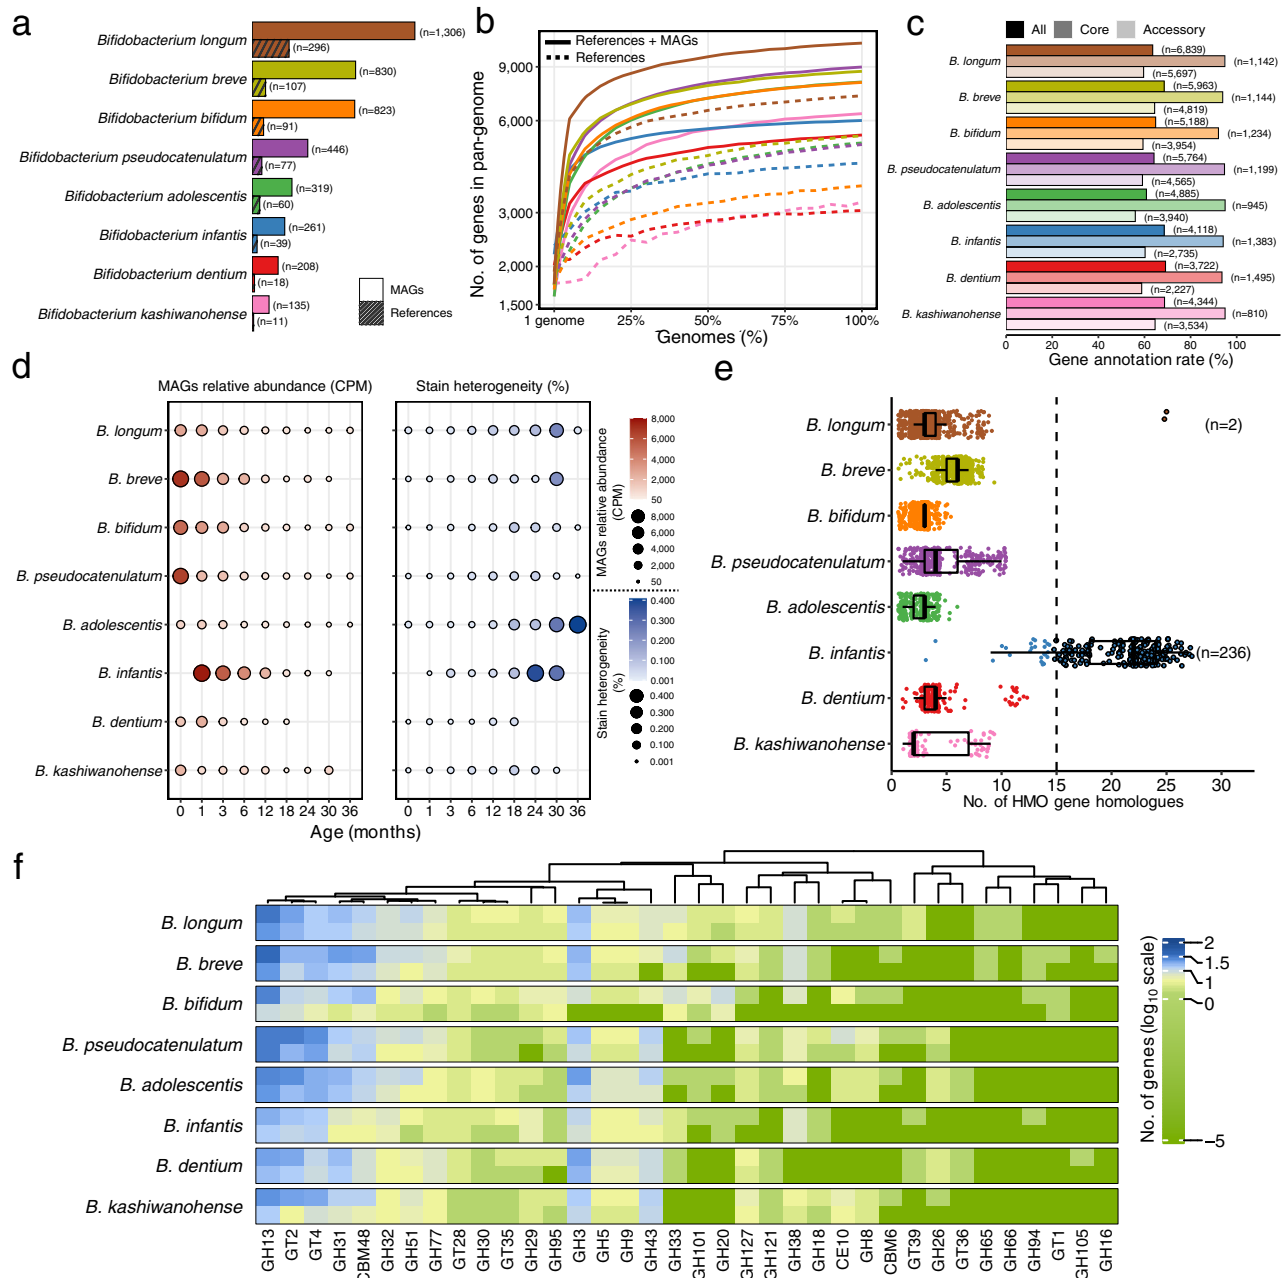 a
Bifidobacterium longum
(n=1,306)
(n=296)
Bifidobacterium breve
(n=830)
(n=107)
Bifidobacterium bifidum
(n=823)
(n=91)
Bifidobacterium pseudocatenulatum
(n=446)
(n=77)
Bifidobacterium adolescentis
(n=319)
(n=60)
Bifidobacterium infantis
(n=261)
(n=39)
Bifidobacterium dentium
(n=208)
(n=18)
Bifidobacterium kashiwanohense
(n=135)
(n=11)
MAGs
References
b
References + MAGs
References
No. of genes in pan-genome
9,000
6,000
3,000
2,000
1,500
1 genome 25% 50% 75% 100%
Genomes (%)
c
All Core Accessory
B. longum
(n=6,839)
(n=1,142)
(n=5,697)
B. breve
(n=5,963)
(n=1,144)
(n=4,819)
B. bifidum
(n=5,188)
(n=1,234)
(n=3,954)
B. pseudocatenulatum
(n=5,764)
(n=1,199)
(n=4,565)
B. adolescentis
(n=4,885)
(n=945)
(n=3,940)
B. infantis
(n=4,118)
(n=1,383)
(n=2,735)
B. dentium
(n=3,722)
(n=1,495)
(n=2,227)
B. kashiwanohense
(n=4,344)
(n=810)
(n=3,534)
0 20 40 60 80 100
Gene annotation rate (%)
d
MAGs relative abundance (CPM)
Stain heterogeneity (%)
B. longum
B. breve
B. bifidum
B. pseudocatenulatum
B. adolescentis
B. infantis
B. dentium
B. kashiwanohense
0 1 3 6 12 18 24 30 36
0 1 3 6 12 18 24 30 36
Age (months)
MAGs relative abundance
(CPM)
8,000
6,000
4,000
2,000
50
8,000
6,000
4,000
2,000
50
Stain heterogeneity
(%)
0.400
0.300
0.200
0.100
0.001
0.400
0.300
0.200
0.100
0.001
e
B. longum
(n=2)
B. breve
B. bifidum
B. pseudocatenulatum
B. adolescentis
B. infantis
(n=236)
B. dentium
B. kashiwanohense
0 5 10 15 20 25 30
No. of HMO gene homologues
f
B. longum
B. breve
B. bifidum
B. pseudocatenulatum
B. adolescentis
B. infantis
B. dentium
B. kashiwanohense
GH13 GT2 GT4 GH31 CBM48 GH32 GH51 GH77 GT28 GH30 GT35 GH29 GH95 GH3 GH5 GH9 GH43 GH33 GH101 GH20 GH127 GH121 GH38 GH18 CE10 GH8 CBM6 GT39 GH26 GT36 GH65 GH66 GH94 GT1 GH105 GH16
No. of genes (log10 scale)
2
1.5
1
0
−5